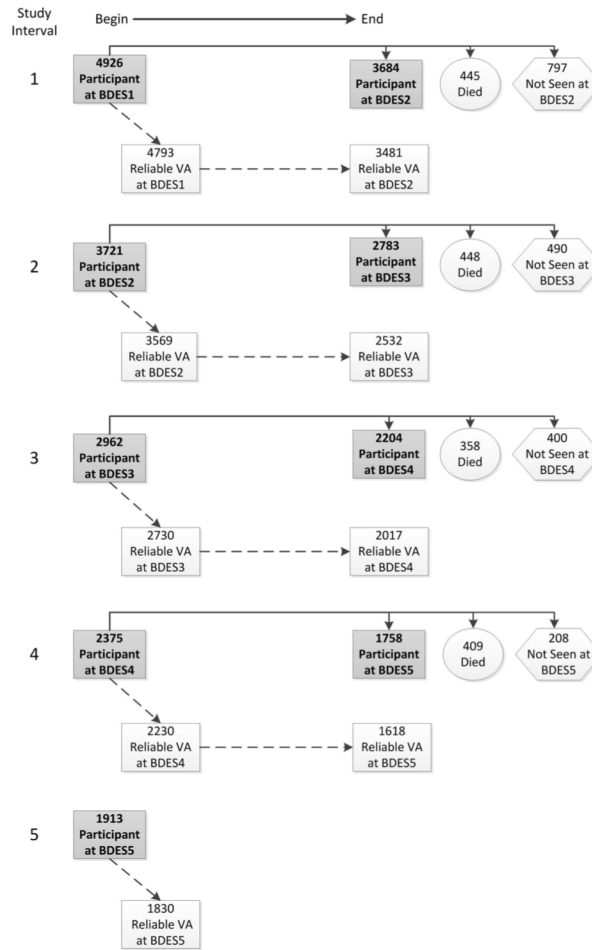 Study
Interval
Begin
End
1
4926
Participant
at BDES1
3684
Participant
at BDES2
445
Died
797
Not Seen at
BDES2
4793
Reliable VA
at BDES1
3481
Reliable VA
at BDES2
2
3721
Participant
at BDES2
2783
Participant
at BDES3
448
Died
490
Not Seen at
BDES3
3569
Reliable VA
at BDES2
2532
Reliable VA
at BDES3
3
2962
Participant
at BDES3
2204
Participant
at BDES4
358
Died
400
Not Seen at
BDES4
2730
Reliable VA
at BDES3
2017
Reliable VA
at BDES4
4
2375
Participant
at BDES4
1758
Participant
at BDES5
409
Died
208
Not Seen at
BDES5
2230
Reliable VA
at BDES4
1618
Reliable VA
at BDES5
5
1913
Participant
at BDES5
1830
Reliable VA
at BDES5